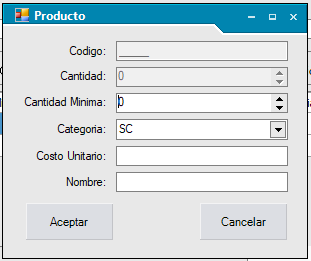 Producto
Codigo: _____
Cantidad: 0
Cantidad Minima: 0
Categoria: SC
Costo Unitario:
Nombre:
Aceptar Cancelar